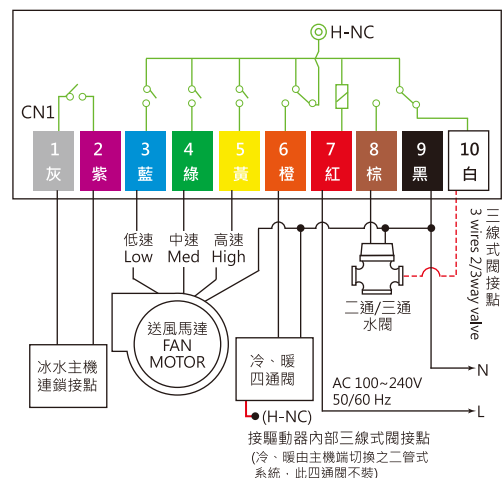 H-NC
CN1
1 2 3 4 5 6 7 8 9 10
灰 紫 藍 綠 黃 橙 紅 棕 黑 白
低速 中速 高速
Low Med High
三線式閥接點
3 wires 2/3way valve
二通/三通
水閥
送風馬達
FAN
MOTOR
冰水主機
連鎖接點
冷、暖
四通閥
N
AC 100~240V
50/60 Hz
L
(H-NC)
接驅動器內部三線式閥接點
(冷、暖由主機端切換之二管式
系統，此四通閥不裝)